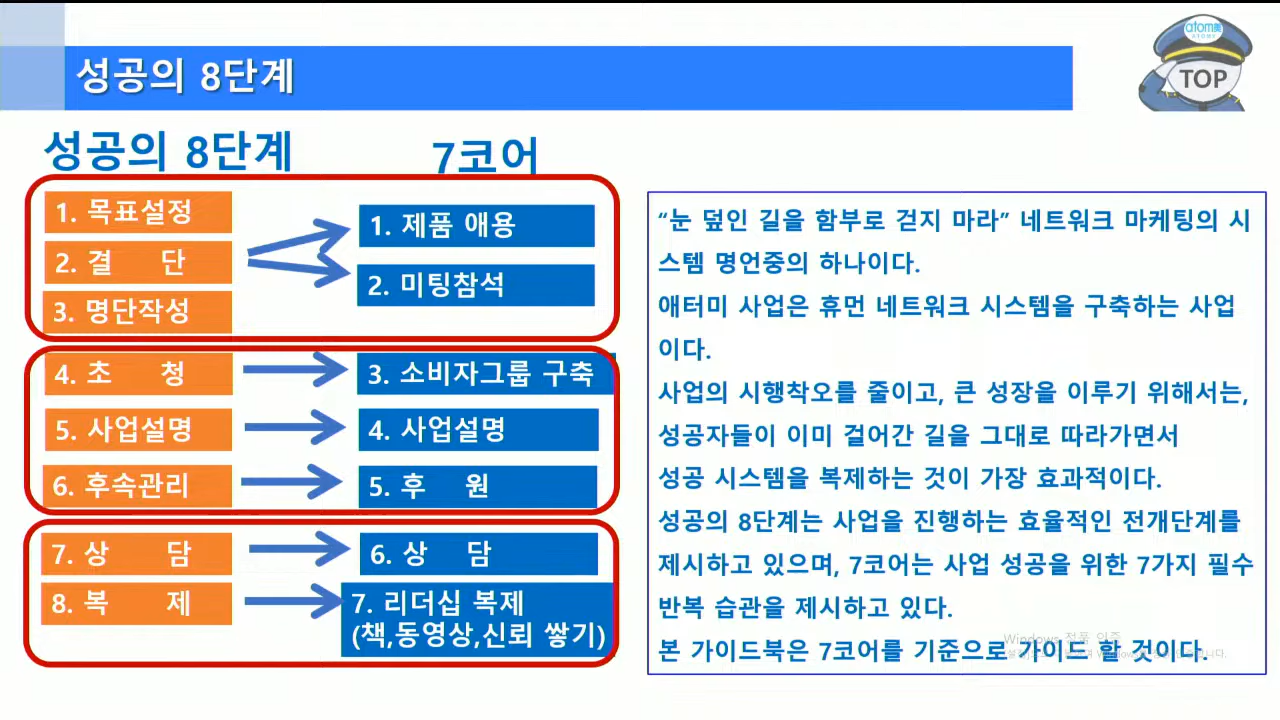 성공의 8단계
atom美
ATOMY
TOP
성공의 8단계
7코어
1. 목표설정
2. 결 단
3. 명단작성
1. 제품 애용
2. 미팅참석
4. 초 청
5. 사업설명
6. 후속관리
3. 소비자그룹 구축
4. 사업설명
5. 후 원
7. 상 담
8. 복 제
6. 상 담
7. 리더십 복제
(책,동영상,신뢰 쌓기)
“눈 덮인 길을 함부로 걷지 마라” 네트워크 마케팅의 시
스템 명언중의 하나이다.
애터미 사업은 휴먼 네트워크 시스템을 구축하는 사업
이다.
사업의 시행착오를 줄이고, 큰 성장을 이루기 위해서는,
성공자들이 이미 걸어간 길을 그대로 따라가면서
성공 시스템을 복제하는 것이 가장 효과적이다.
성공의 8단계는 사업을 진행하는 효율적인 전개단계를
제시하고 있으며, 7코어는 사업 성공을 위한 7가지 필수
반복 습관을 제시하고 있다.
본 가이드북은 7코어를 기준으로 가이드 할 것이다.
Windows 정품 인증